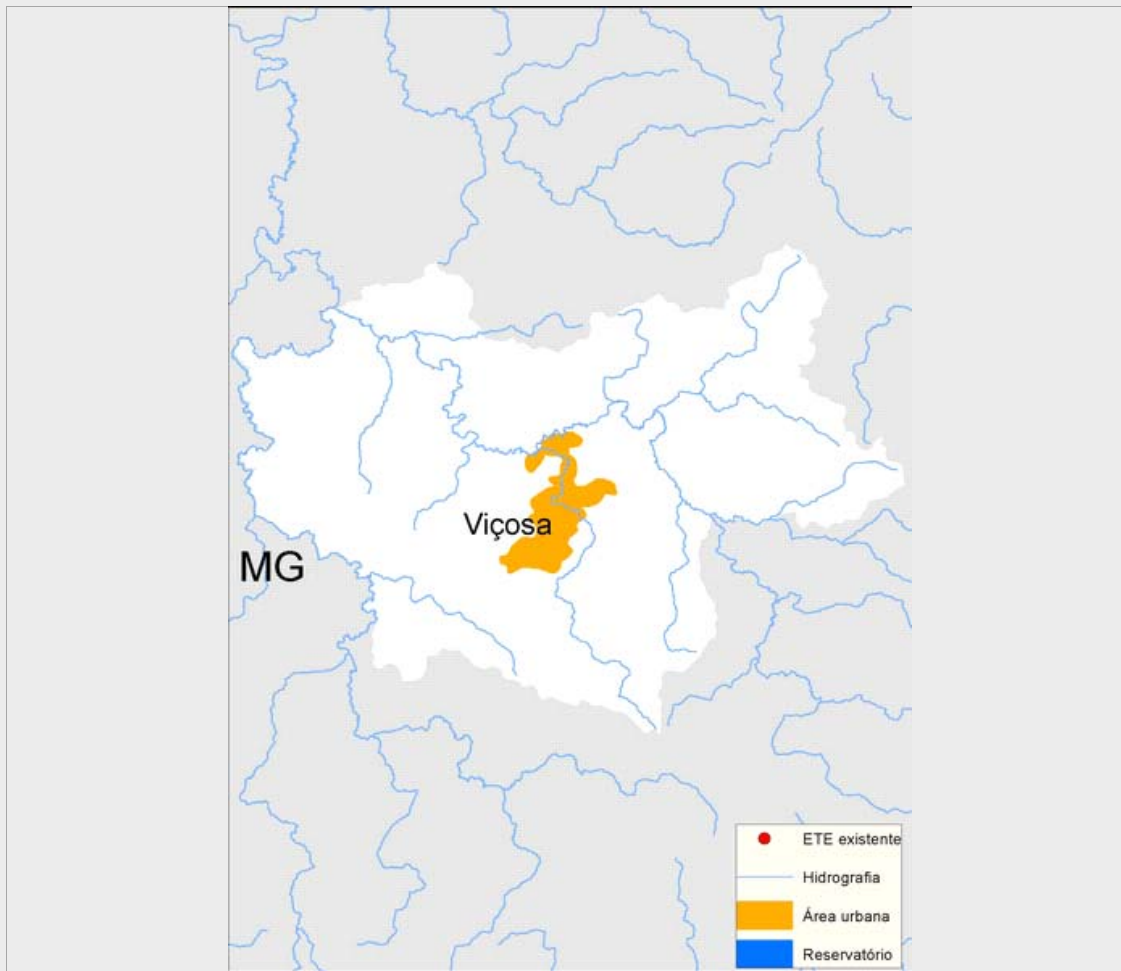 Viçosa
MG
ETE existente
Hidrografia
Área urbana
Reservatório